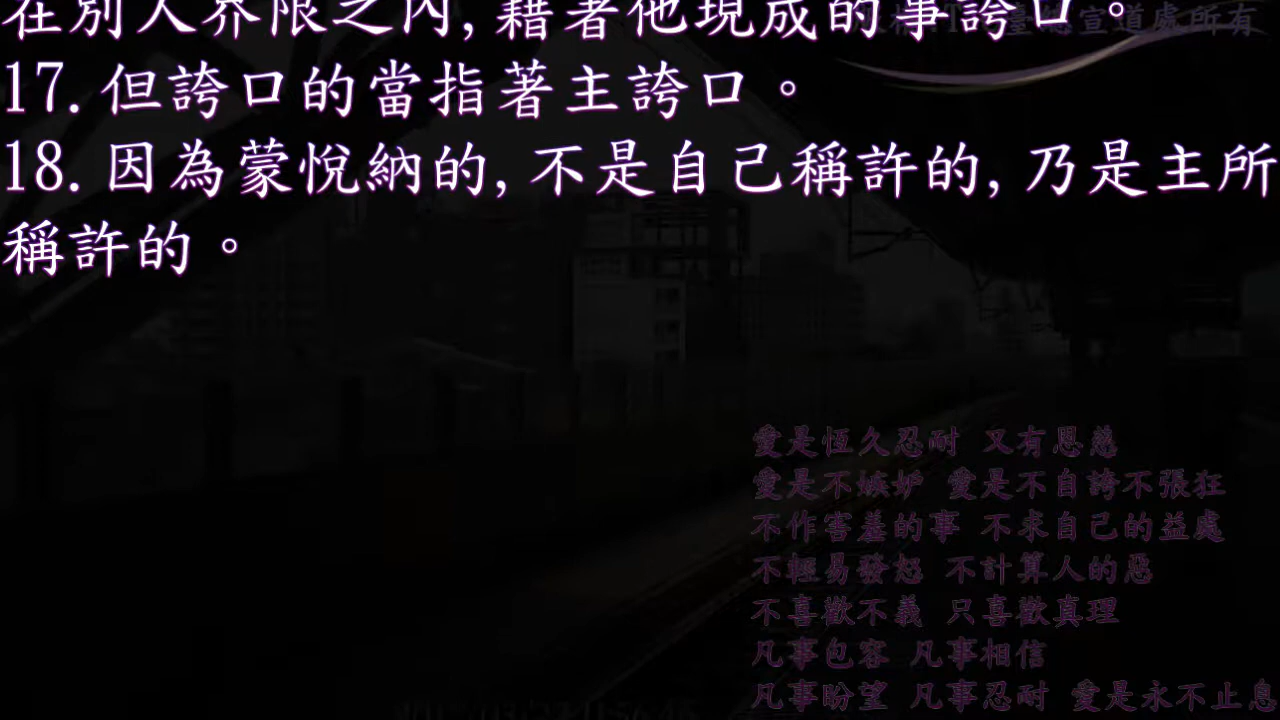 在別人界限之內,藉著他現成的事誇口。
宣道處所有
17.但誇口的當指著主誇口。
18.因為蒙悅納的,不是自己稱許的,乃是主所
稱許的。
愛是恆久忍耐 又有恩慈
愛是不嫉妒 愛是不自誇不張狂
不作害羞的事 不求自己的益處
不輕易發怒 不計算人的惡
不喜歡不義 只喜歡真理
凡事包容 凡事相信
凡事盼望 凡事忍耐 愛是永不止息